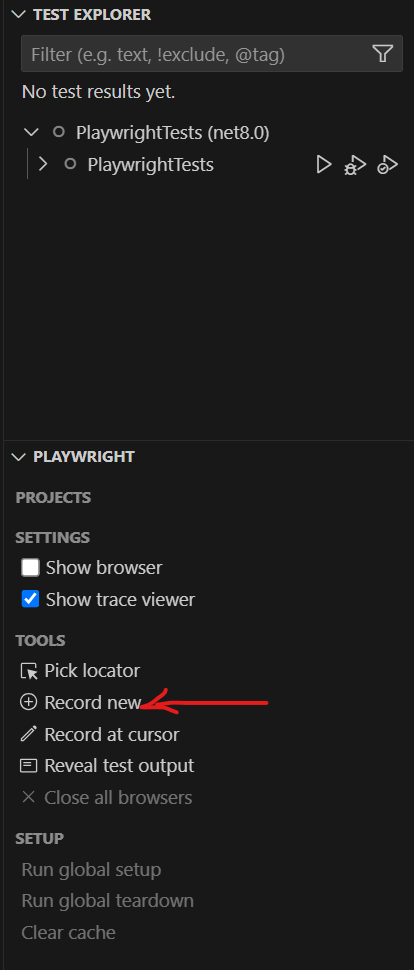 TEST EXPLORER
Filter (e.g. text, !exclude, @tag)
No test results yet.
PlaywrightTests (net8.0)
PlaywrightTests
PLAYWRIGHT
PROJECTS
SETTINGS
Show browser
Show trace viewer
TOOLS
Pick locator
Record new
Record at cursor
Reveal test output
Close all browsers
SETUP
Run global setup
Run global teardown
Clear cache